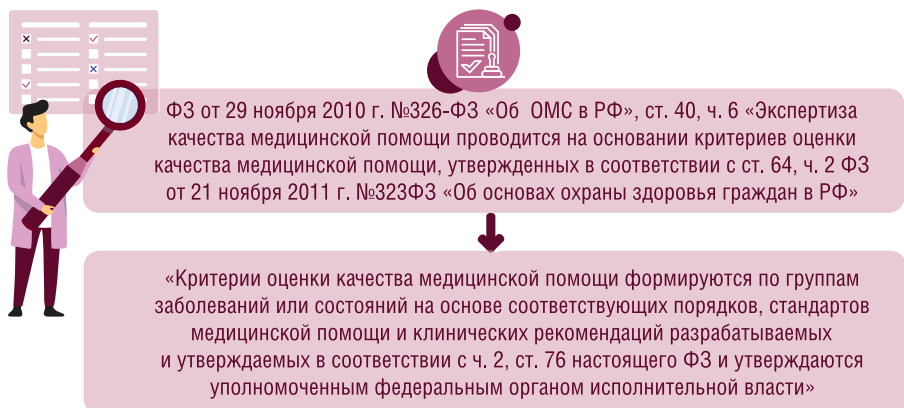 ФЗ от 29 ноября 2010 г. №326-ФЗ «Об ОМС в РФ», ст. 40, ч. 6 «Экспертиза
качества медицинской помощи проводится на основании критериев оценки
качества медицинской помощи, утвержденных в соответствии с ст. 64, ч. 2 ФЗ
от 21 ноября 2011 г. №323ФЗ «Об основах охраны здоровья граждан в РФ»
«Критерии оценки качества медицинской помощи формируются по группам
заболеваний или состояний на основе соответствующих порядков, стандартов
медицинской помощи и клинических рекомендаций разрабатываемых
и утверждаемых в соответствии с ч. 2, ст. 76 настоящего ФЗ и утверждаются
уполномоченным федеральным органом исполнительной власти»